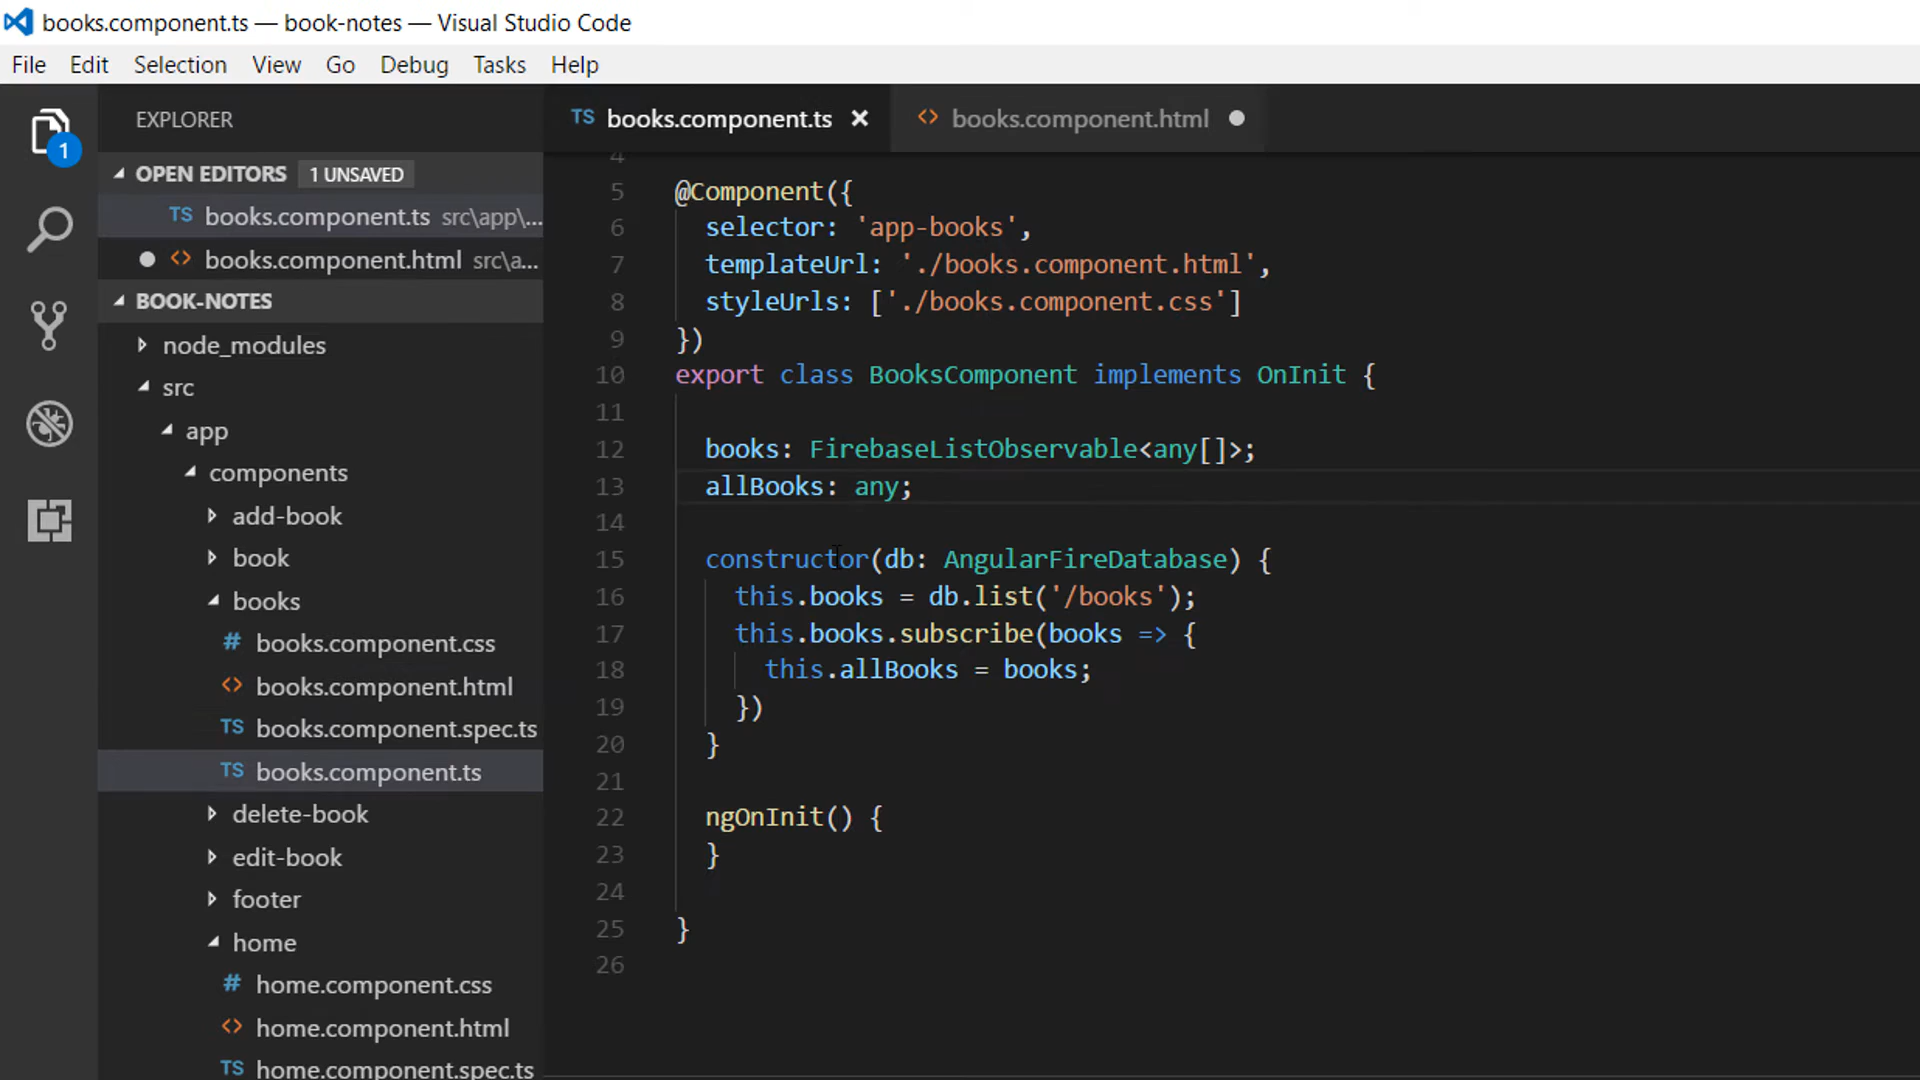 books.component.ts — book-notes — Visual Studio Code
File Edit Selection View Go Debug Tasks Help
EXPLORER
OPEN EDITORS 1 UNSAVED
TS books.component.ts src\app\...
<> books.component.html src\a...
BOOK-NOTES
node_modules
src
app
components
add-book
book
books
# books.component.css
<> books.component.html
TS books.component.spec.ts
TS books.component.ts
delete-book
edit-book
footer
home
# home.component.css
<> home.component.html
TS home.component.spec.ts
1
TS books.component.ts <> books.component.html
4
5 @Component({
6 selector: 'app-books',
7 templateUrl: './books.component.html',
8 styleUrls: ['./books.component.css']
9 })
10 export class BooksComponent implements OnInit {
11
12 books: FirebaseListObservable<any[]>;
13 allBooks: any;
14
15 constructor(db: AngularFireDatabase) {
16 this.books = db.list('/books');
17 this.books.subscribe(books => {
18 this.allBooks = books;
19 })
20 }
21
22 ngOnInit() {
23 }
24
25 }
26